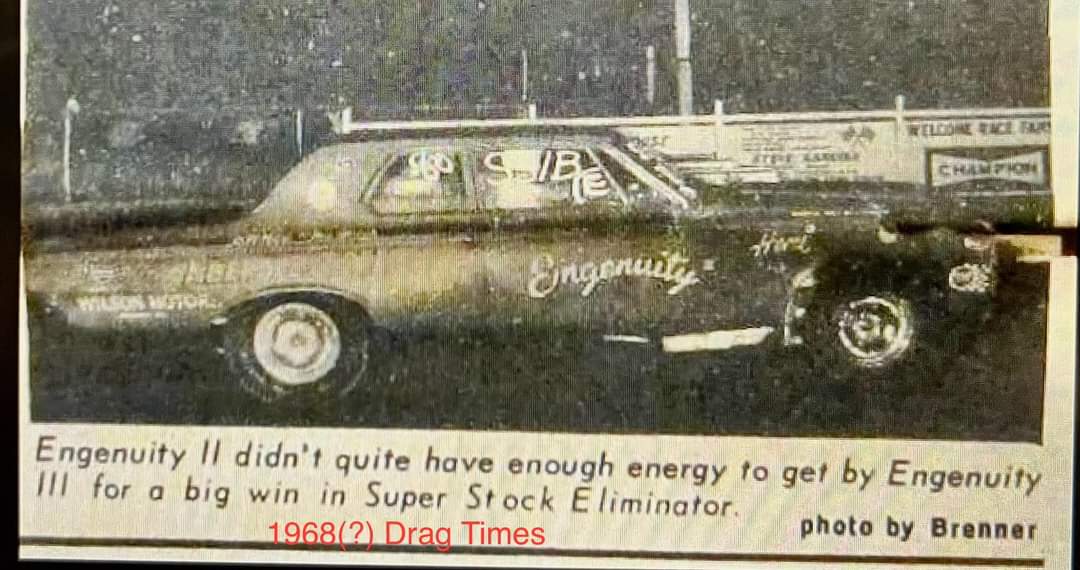 S/B
WELCOME RACE FANS
CHAMPION
Engenuity
WILSON MOTOR
Engenuity II didn't quite have enough energy to get by Engenuity
III for a big win in Super Stock Eliminator.
photo by Brenner
1968(?) Drag Times